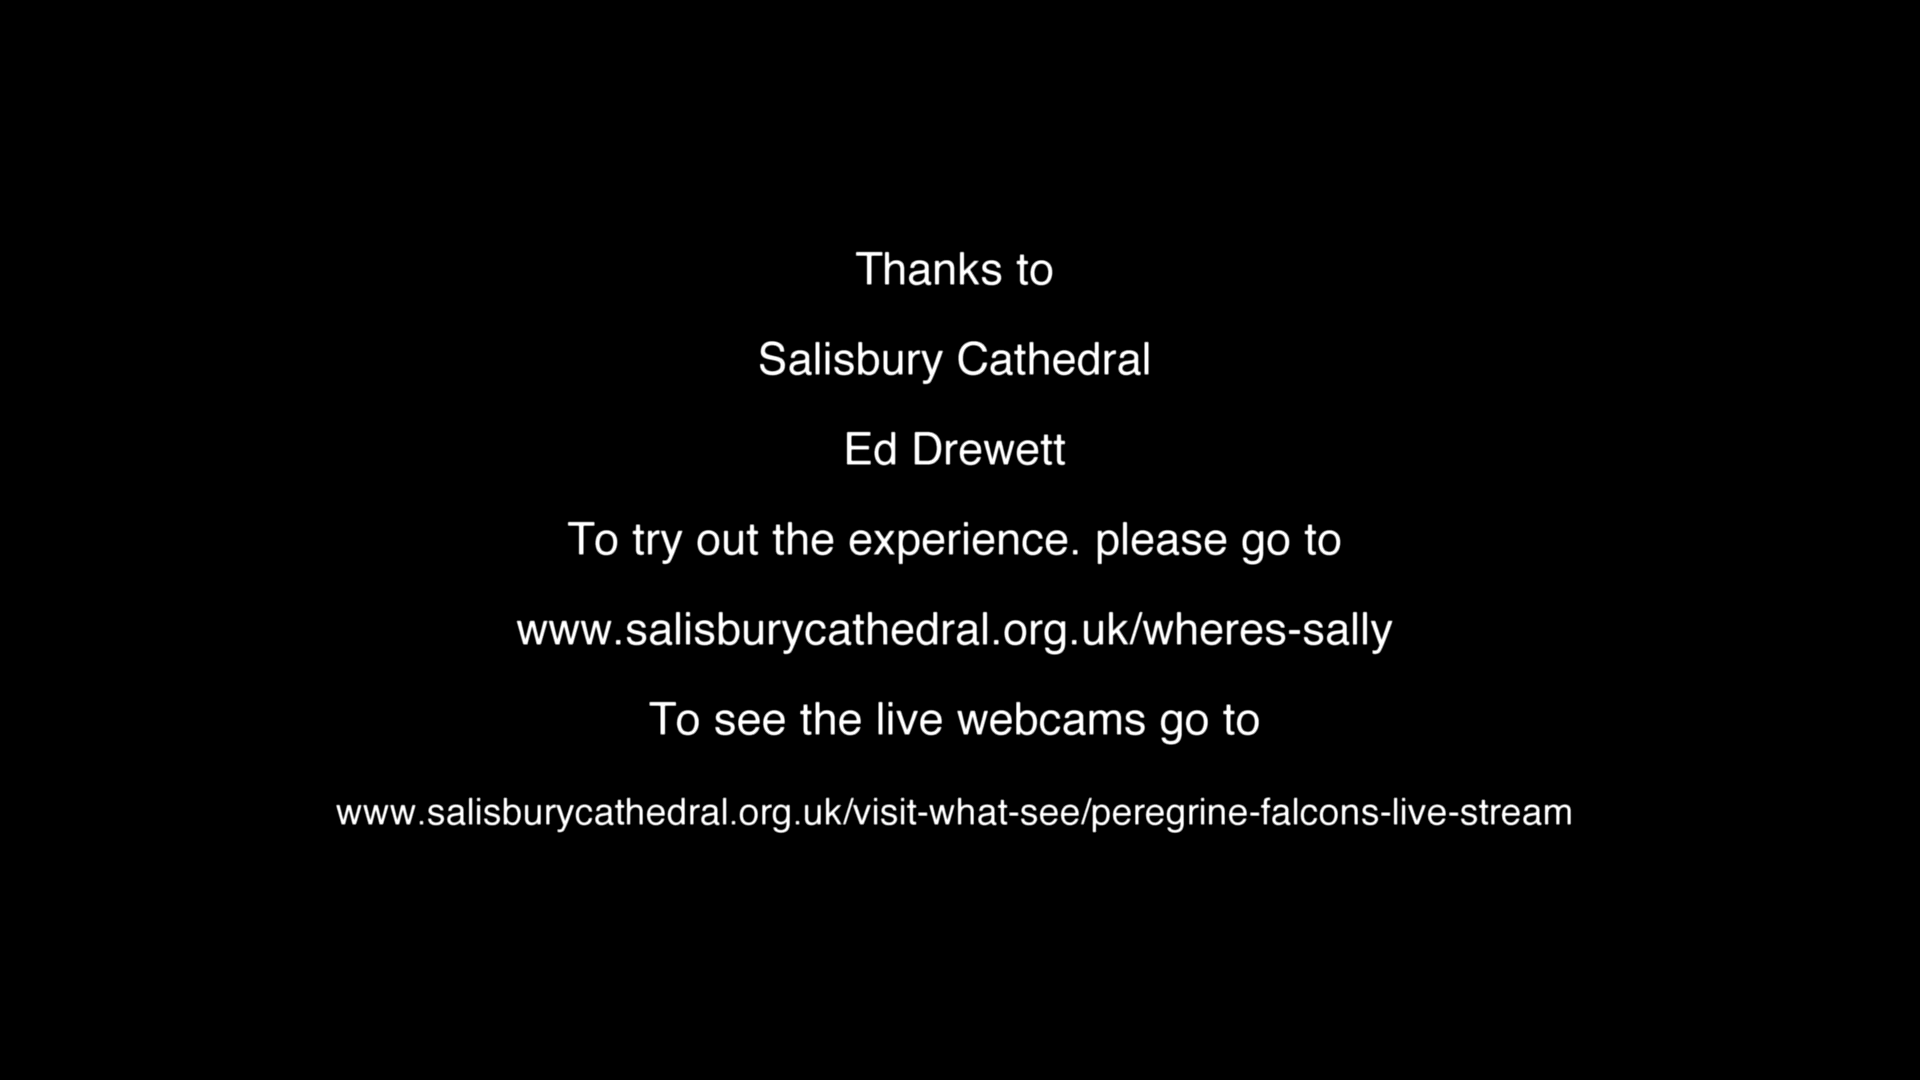 Thanks to
Salisbury Cathedral
Ed Drewett
To try out the experience. please go to
www.salisburycathedral.org.uk/wheres-sally
To see the live webcams go to
www.salisburycathedral.org.uk/visit-what-see/peregrine-falcons-live-stream